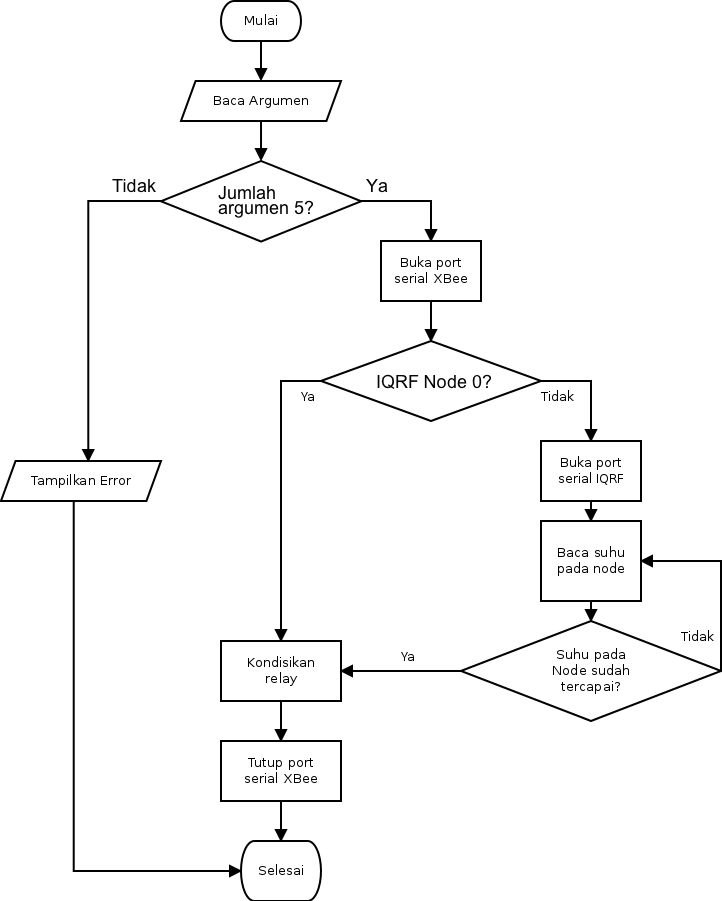 Mulai
Baca Argumen
Tidak
Ya
Jumlah
argumen 5?
Buka port
serial XBee
IQRF Node 0?
Ya
Tidak
Buka port
serial IQRF
Tampilkan Error
Baca suhu
pada node
Tidak
Ya
Suhu pada
Node sudah
tercapai?
Kondisikan
relay
Tutup port
serial XBee
Selesai